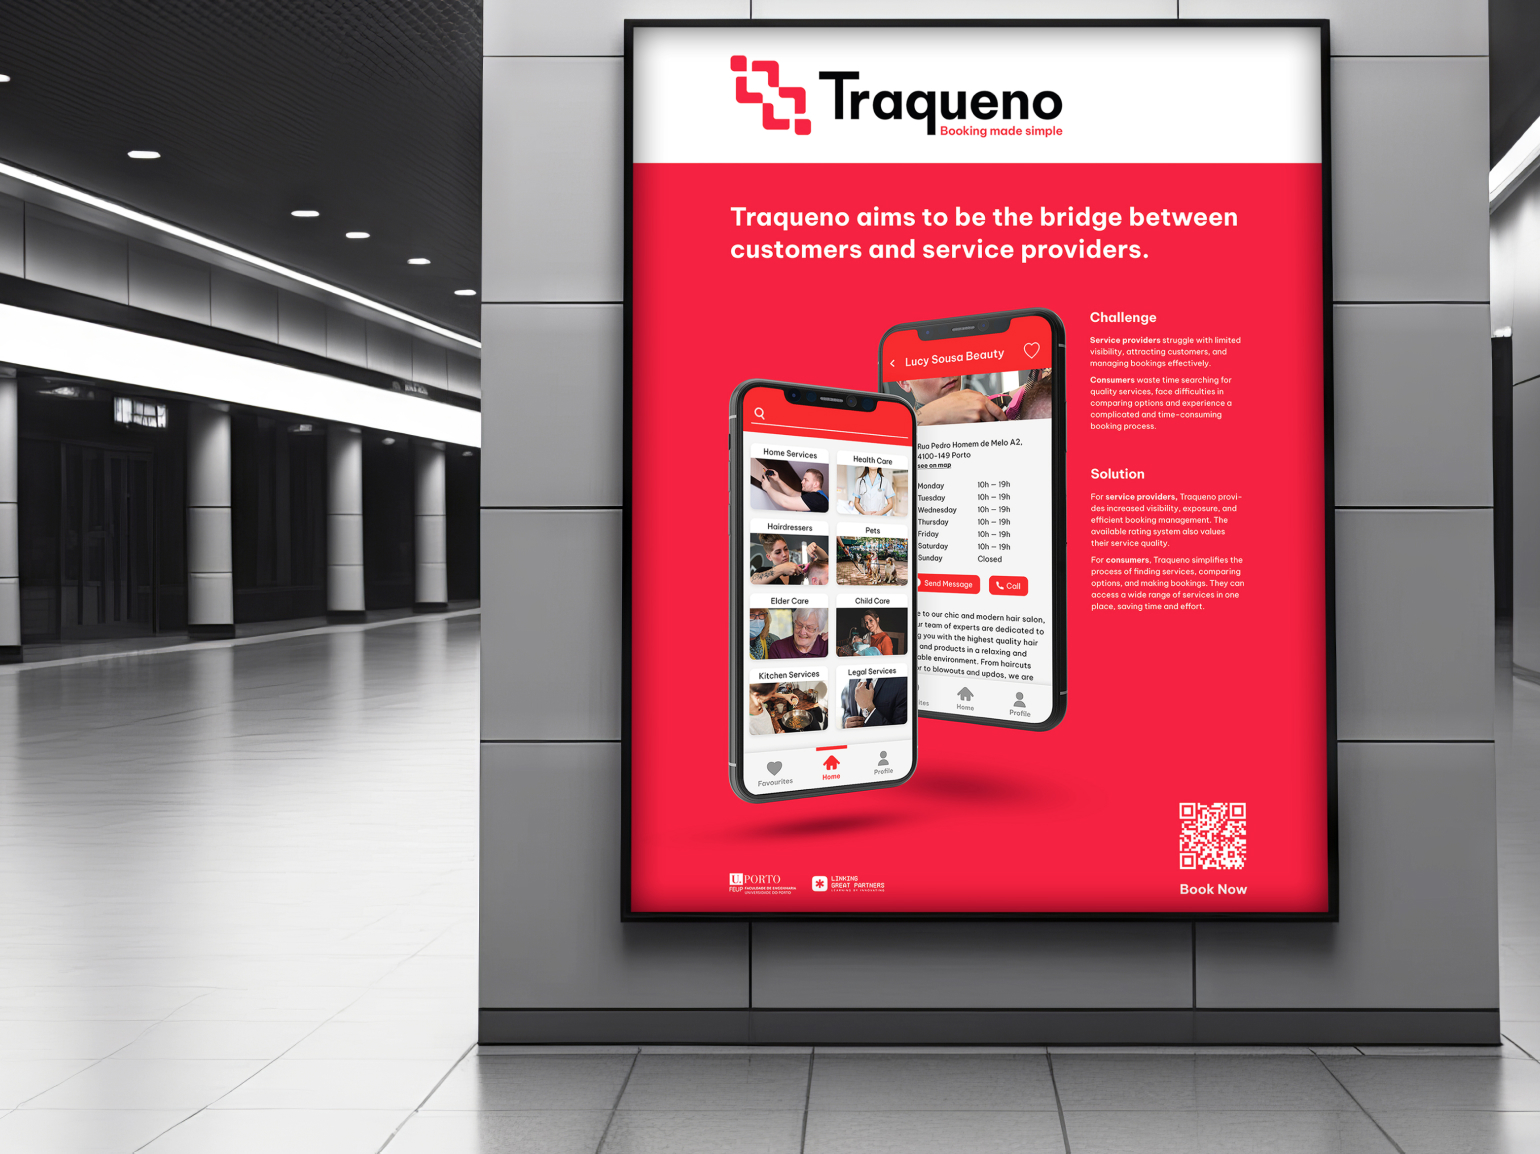 Traqueno
Booking made simple
Traqueno aims to be the bridge between
customers and service providers.
Home Services
Health Care
Hairdressers
Pets
Elder Care
Child Care
Kitchen Services
Legal Services
Favourites
Home
Profile
Lucy Sousa Beauty
Rua Pedro Homem de Melo A2,
4100-149 Porto
see on map
Monday 10h – 19h
Tuesday 10h – 19h
Wednesday 10h – 19h
Thursday 10h – 19h
Friday 10h – 19h
Saturday 10h – 19h
Sunday Closed
Send Message
Call
e to our chic and modern hair salon,
ur team of experts are dedicated to
g you with the highest quality hair
and products in a relaxing and
able environment. From haircuts
r to blowouts and updos, we are
ites
Home
Profile
Challenge
Service providers struggle with limited
visibility, attracting customers, and
managing bookings effectively.
Consumers waste time searching for
quality services, face difficulties in
comparing options and experience a
complicated and time-consuming
booking process.
Solution
For service providers, Traqueno provi-
des increased visibility, exposure, and
efficient booking management. The
available rating system also values
their service quality.
For consumers, Traqueno simplifies the
process of finding services, comparing
options, and making bookings. They can
access a wide range of services in one
place, saving time and effort.
U. PORTO
FEUP FACULDADE DE ENGENHARIA
UNIVERSIDADE DO PORTO
LINKING
GREAT PARTNERS
LEARNING BY INNOVATING
Book Now